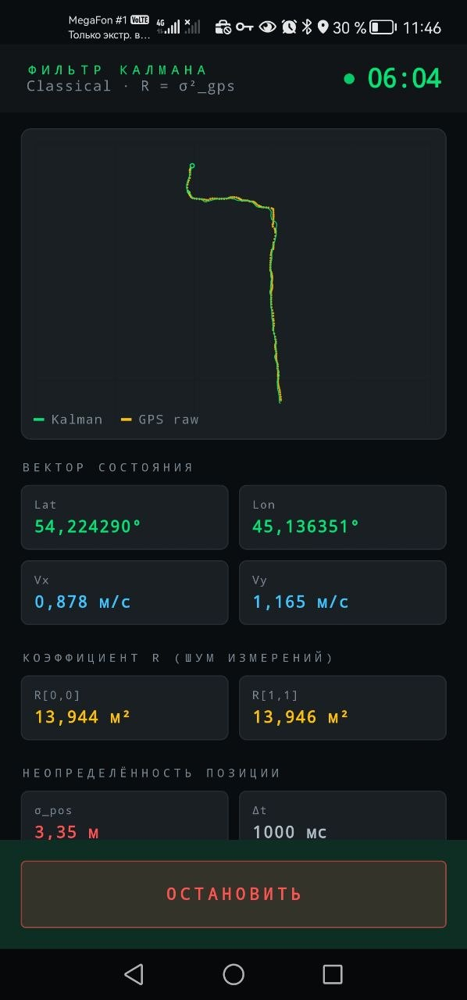 MegaFon #1 VoLTE 4G 30 % 11:46
Только экстр. в...
ФИЛЬТР КАЛМАНА
Classical · R = σ²_gps
06:04
Kalman GPS raw
ВЕКТОР СОСТОЯНИЯ
Lat Lon
54,224290° 45,136351°
Vx Vy
0,878 м/с 1,165 м/с
КОЭФФИЦИЕНТ R (ШУМ ИЗМЕРЕНИЙ)
R[0,0] R[1,1]
13,944 м² 13,946 м²
НЕОПРЕДЕЛЁННОСТЬ ПОЗИЦИИ
σ_pos Δt
3,35 м 1000 мс
ОСТАНОВИТЬ